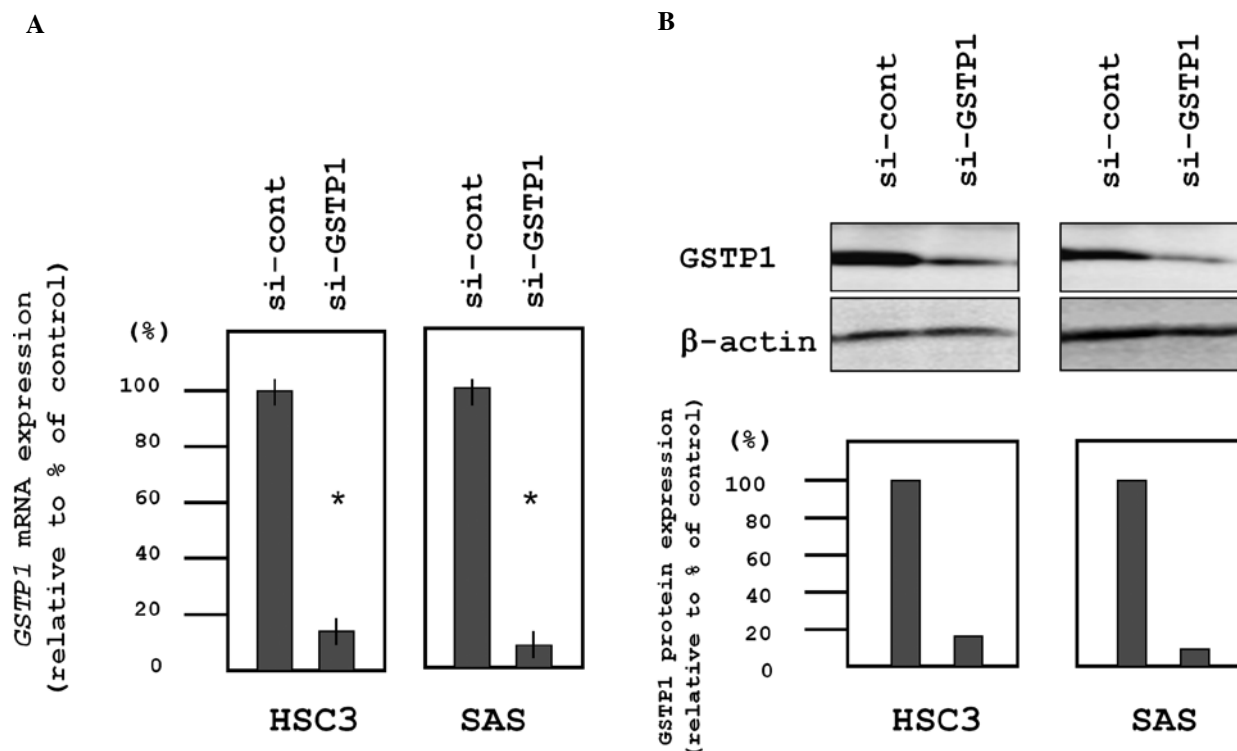 A
GSTP1 mRNA expression
(relative to % of control)
si-cont
si-GSTP1
si-cont
si-GSTP1
(%)
100
80
60
40
20
0
*
*
HSC3
SAS
B
si-cont
si-GSTP1
si-cont
si-GSTP1
GSTP1
β-actin
GSTP1 protein expression
(relative to % of control)
(%)
100
80
60
40
20
0
HSC3
SAS